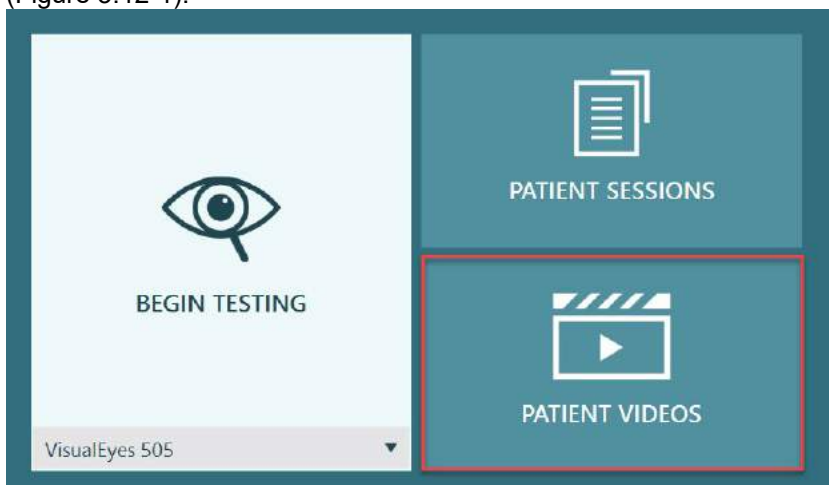 (Figure 3.12-1).
BEGIN TESTING
VisualEyes 505
PATIENT SESSIONS
PATIENT VIDEOS